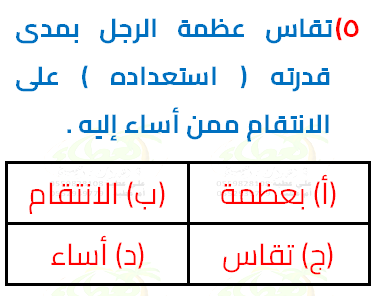 ٥) تقاس عظمة الرجل بمدى
قدرته ( استعداده ) على
الانتقام ممن أساء إليه .
(أ) بعظمة (ب) الانتقام
(ج) تقاس (د) أساء